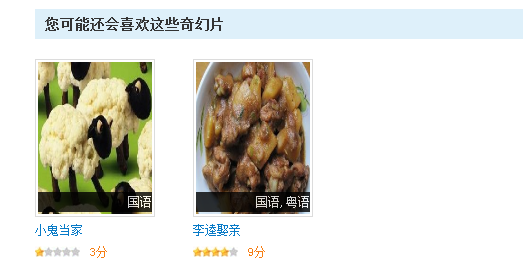 您可能还会喜欢这些奇幻片
国语
国语, 粤语
小鬼当家
李逵娶亲
3分
9分